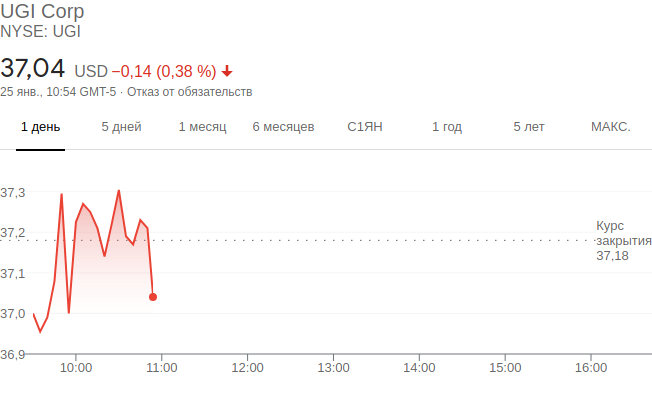 UGI Corp
NYSE: UGI
37,04 USD −0,14 (0,38 %)
25 янв., 10:54 GMT-5 · Отказ от обязательств
1 день 5 дней 1 месяц 6 месяцев С1ЯН 1 год 5 лет МАКС.
37,3
37,2
37,1
37,0
36,9
Курс
закрытия
37,18
10:00 11:00 12:00 13:00 14:00 15:00 16:00